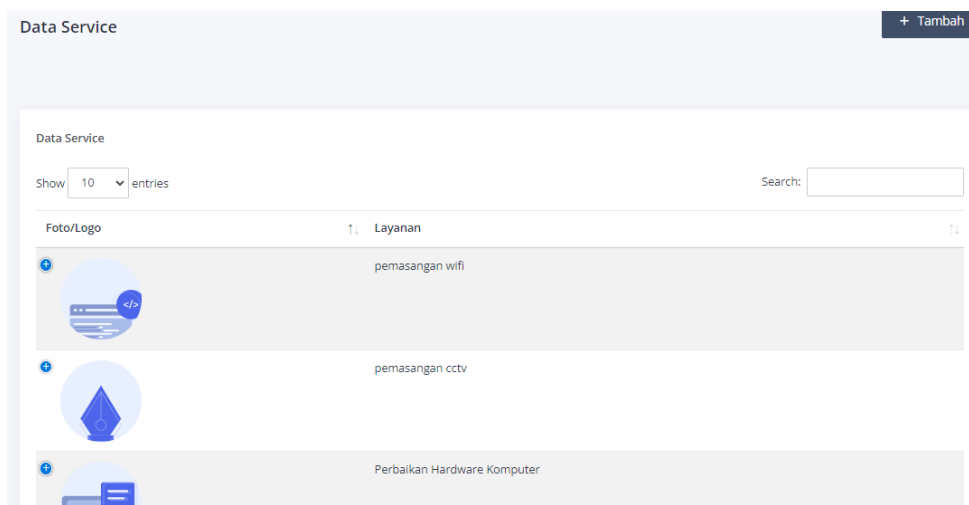 Data Service
+ Tambah
Data Service
Show 10 entries
Search:
Foto/Logo Layanan
</>
pemasangan wifi
pemasangan cctv
Perbaikan Hardware Komputer